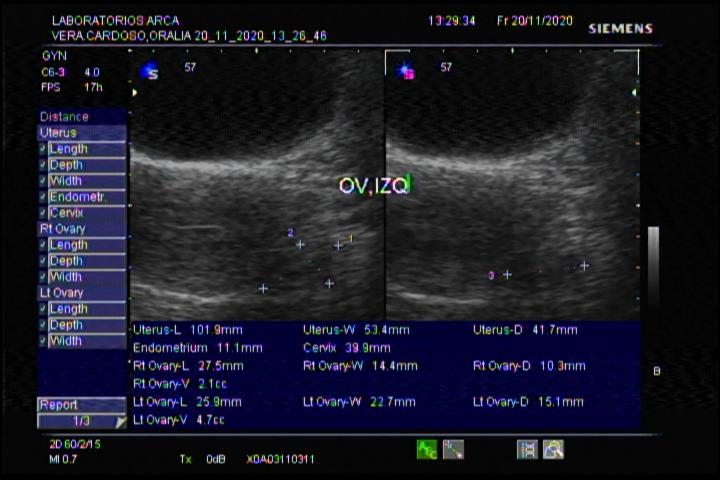 LABORATORIOS ARCA 13:29:34 Fr 20/11/2020
VERA.CARDOSO,ORALIA 20_11_2020_13_26_46 SIEMENS
GYN
C6-3 4.0
FPS 17h
57 57
S S
Distance
Uterus
Length
Depth
Width
Endometr.
Cervix
Rt Ovary
Length
Depth
Width
Lt Ovary
Length
Depth
Width
OV,IZQ
2 1
3
Uterus-L 101.9mm Uterus-W 53.4mm Uterus-D 41.7mm
Endometrium 11.1mm Cervix 39.9mm
Rt Ovary-L 27.5mm Rt Ovary-W 14.4mm Rt Ovary-D 10.3mm
Rt Ovary-V 2.1cc
Lt Ovary-L 25.9mm Lt Ovary-W 22.7mm Lt Ovary-D 15.1mm
Lt Ovary-V 4.7cc
B
Report
1/3
2D 60/2/15
MI 0.7 Tx 0dB XDA03110311